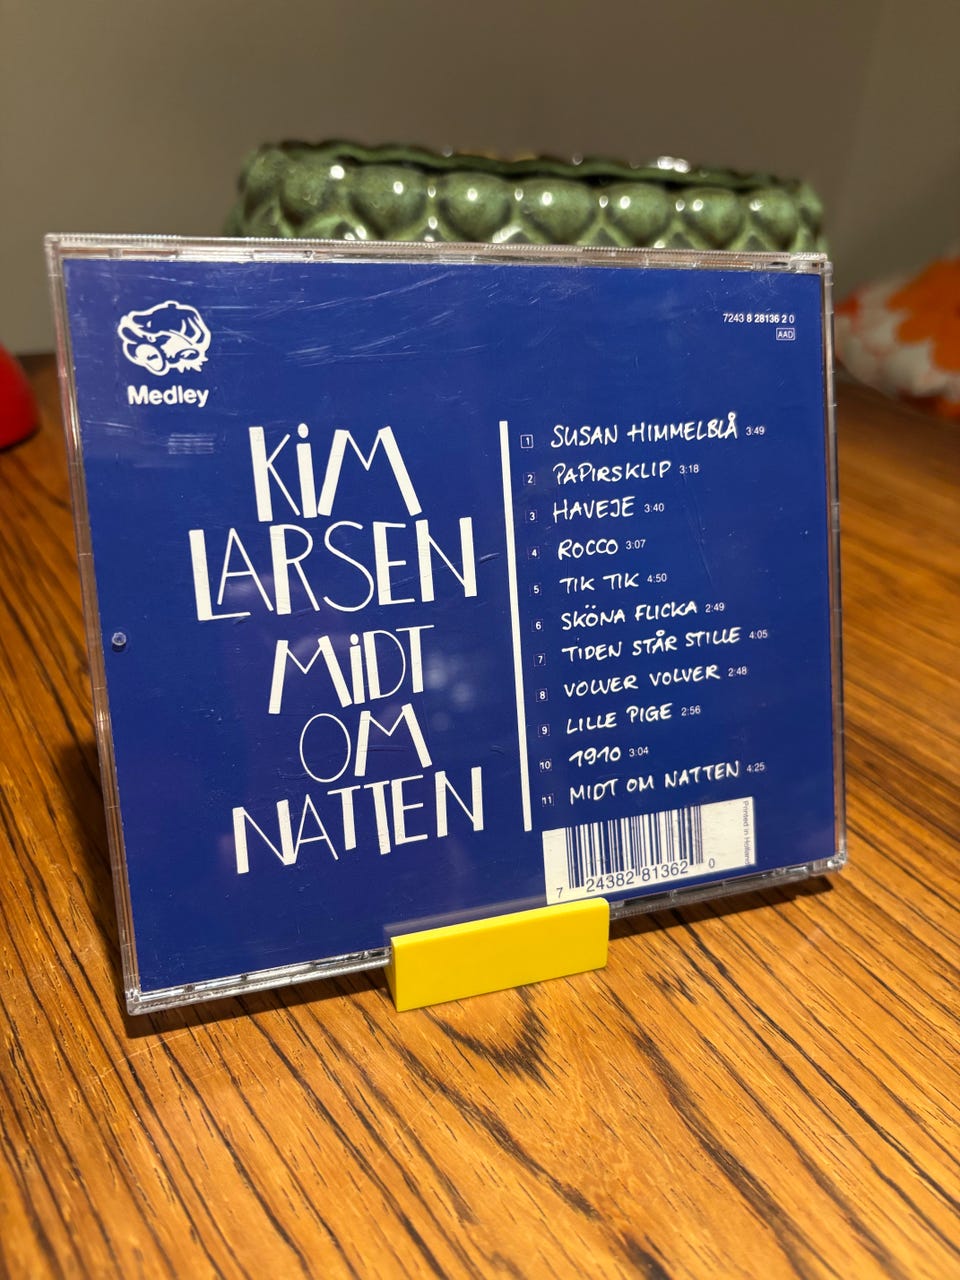 Medley
7243 8 28136 2 0
AAD
KiM
LARSEN
MiDT
OM
NATTEN
1 SUSAN HIMMELBLÅ 3:49
2 PAPIRSKLIP 3:18
3 HAVEJE 3:40
4 ROCCO 3:07
5 TIK TIK 4:50
6 SKÖNA FLICKA 2:49
7 TIDEN STÅR STILLE 4:05
8 VOLVER VOLVER 2:48
9 LILLE PIGE 2:56
10 1910 3:04
11 MIDT OM NATTEN 4:25
Printed in Holland
7 24382 81362 0